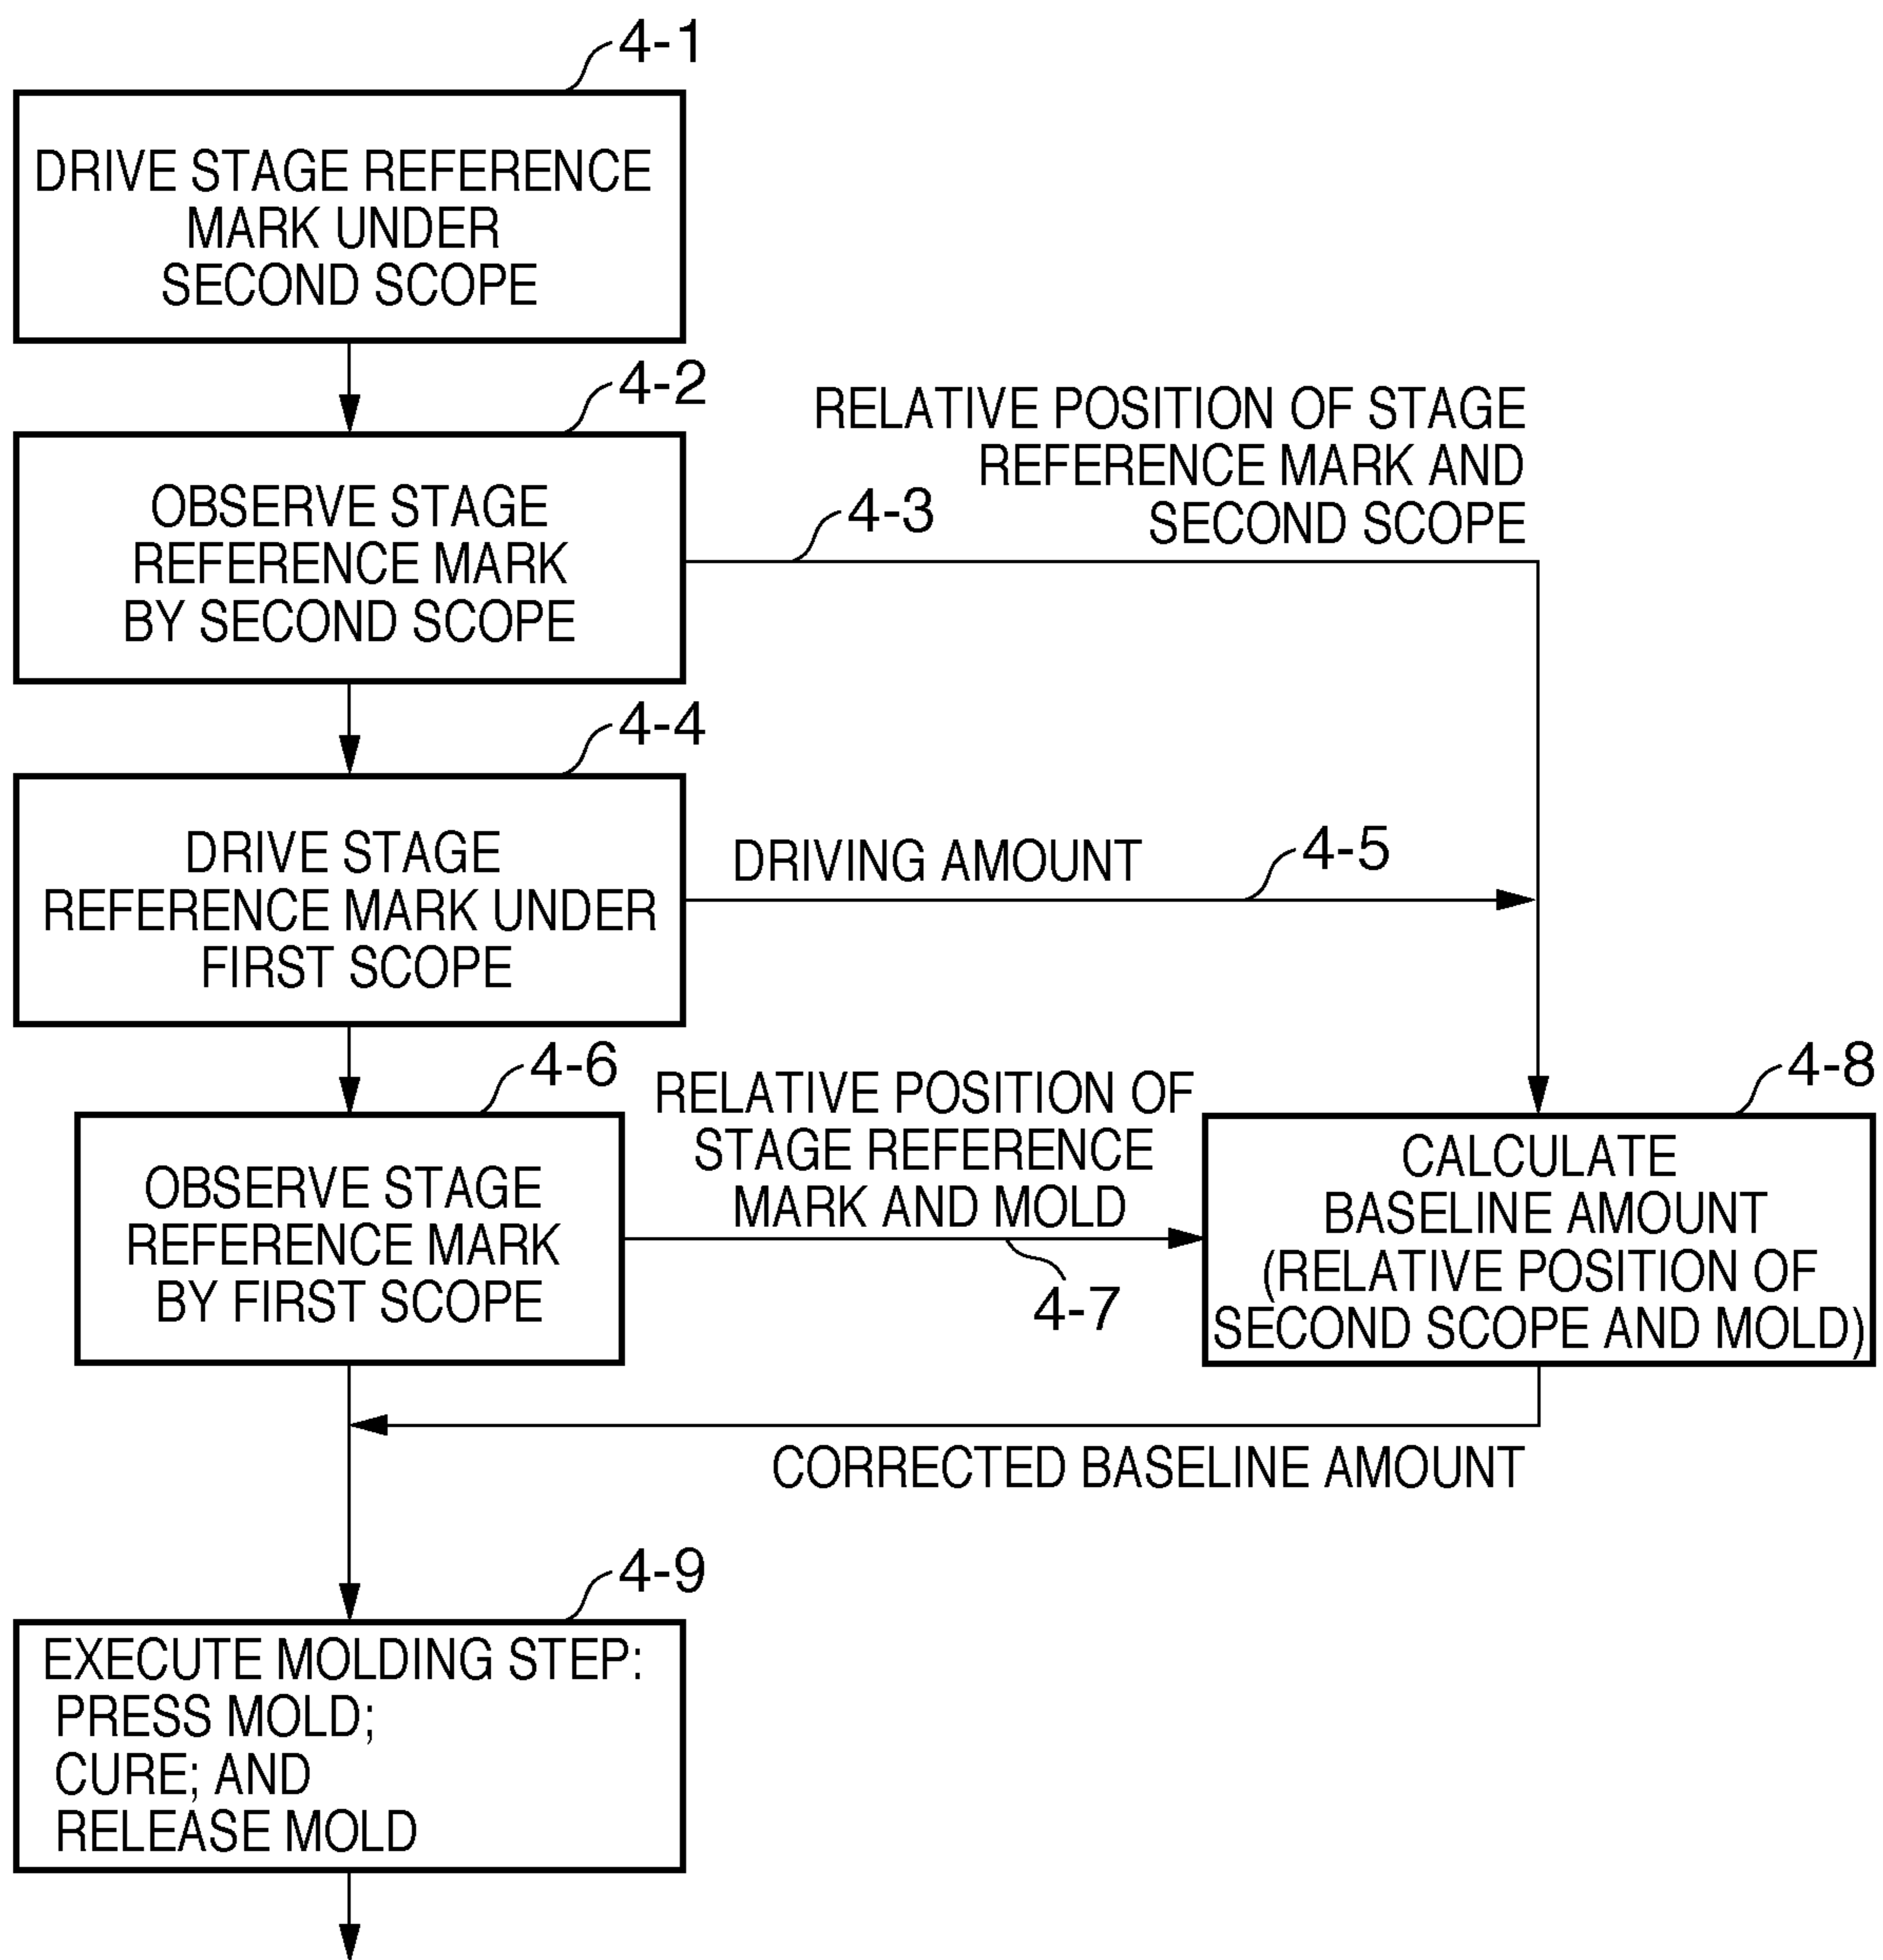 4-1
DRIVE STAGE REFERENCE
MARK UNDER
SECOND SCOPE
4-2
OBSERVE STAGE
REFERENCE MARK
BY SECOND SCOPE
RELATIVE POSITION OF STAGE
REFERENCE MARK AND
SECOND SCOPE
4-3
4-4
DRIVE STAGE
REFERENCE MARK UNDER
FIRST SCOPE
DRIVING AMOUNT
4-5
4-6
OBSERVE STAGE
REFERENCE MARK
BY FIRST SCOPE
RELATIVE POSITION OF
STAGE REFERENCE
MARK AND MOLD
4-7
4-8
CALCULATE
BASELINE AMOUNT
(RELATIVE POSITION OF
SECOND SCOPE AND MOLD)
CORRECTED BASELINE AMOUNT
4-9
EXECUTE MOLDING STEP:
PRESS MOLD;
CURE; AND
RELEASE MOLD